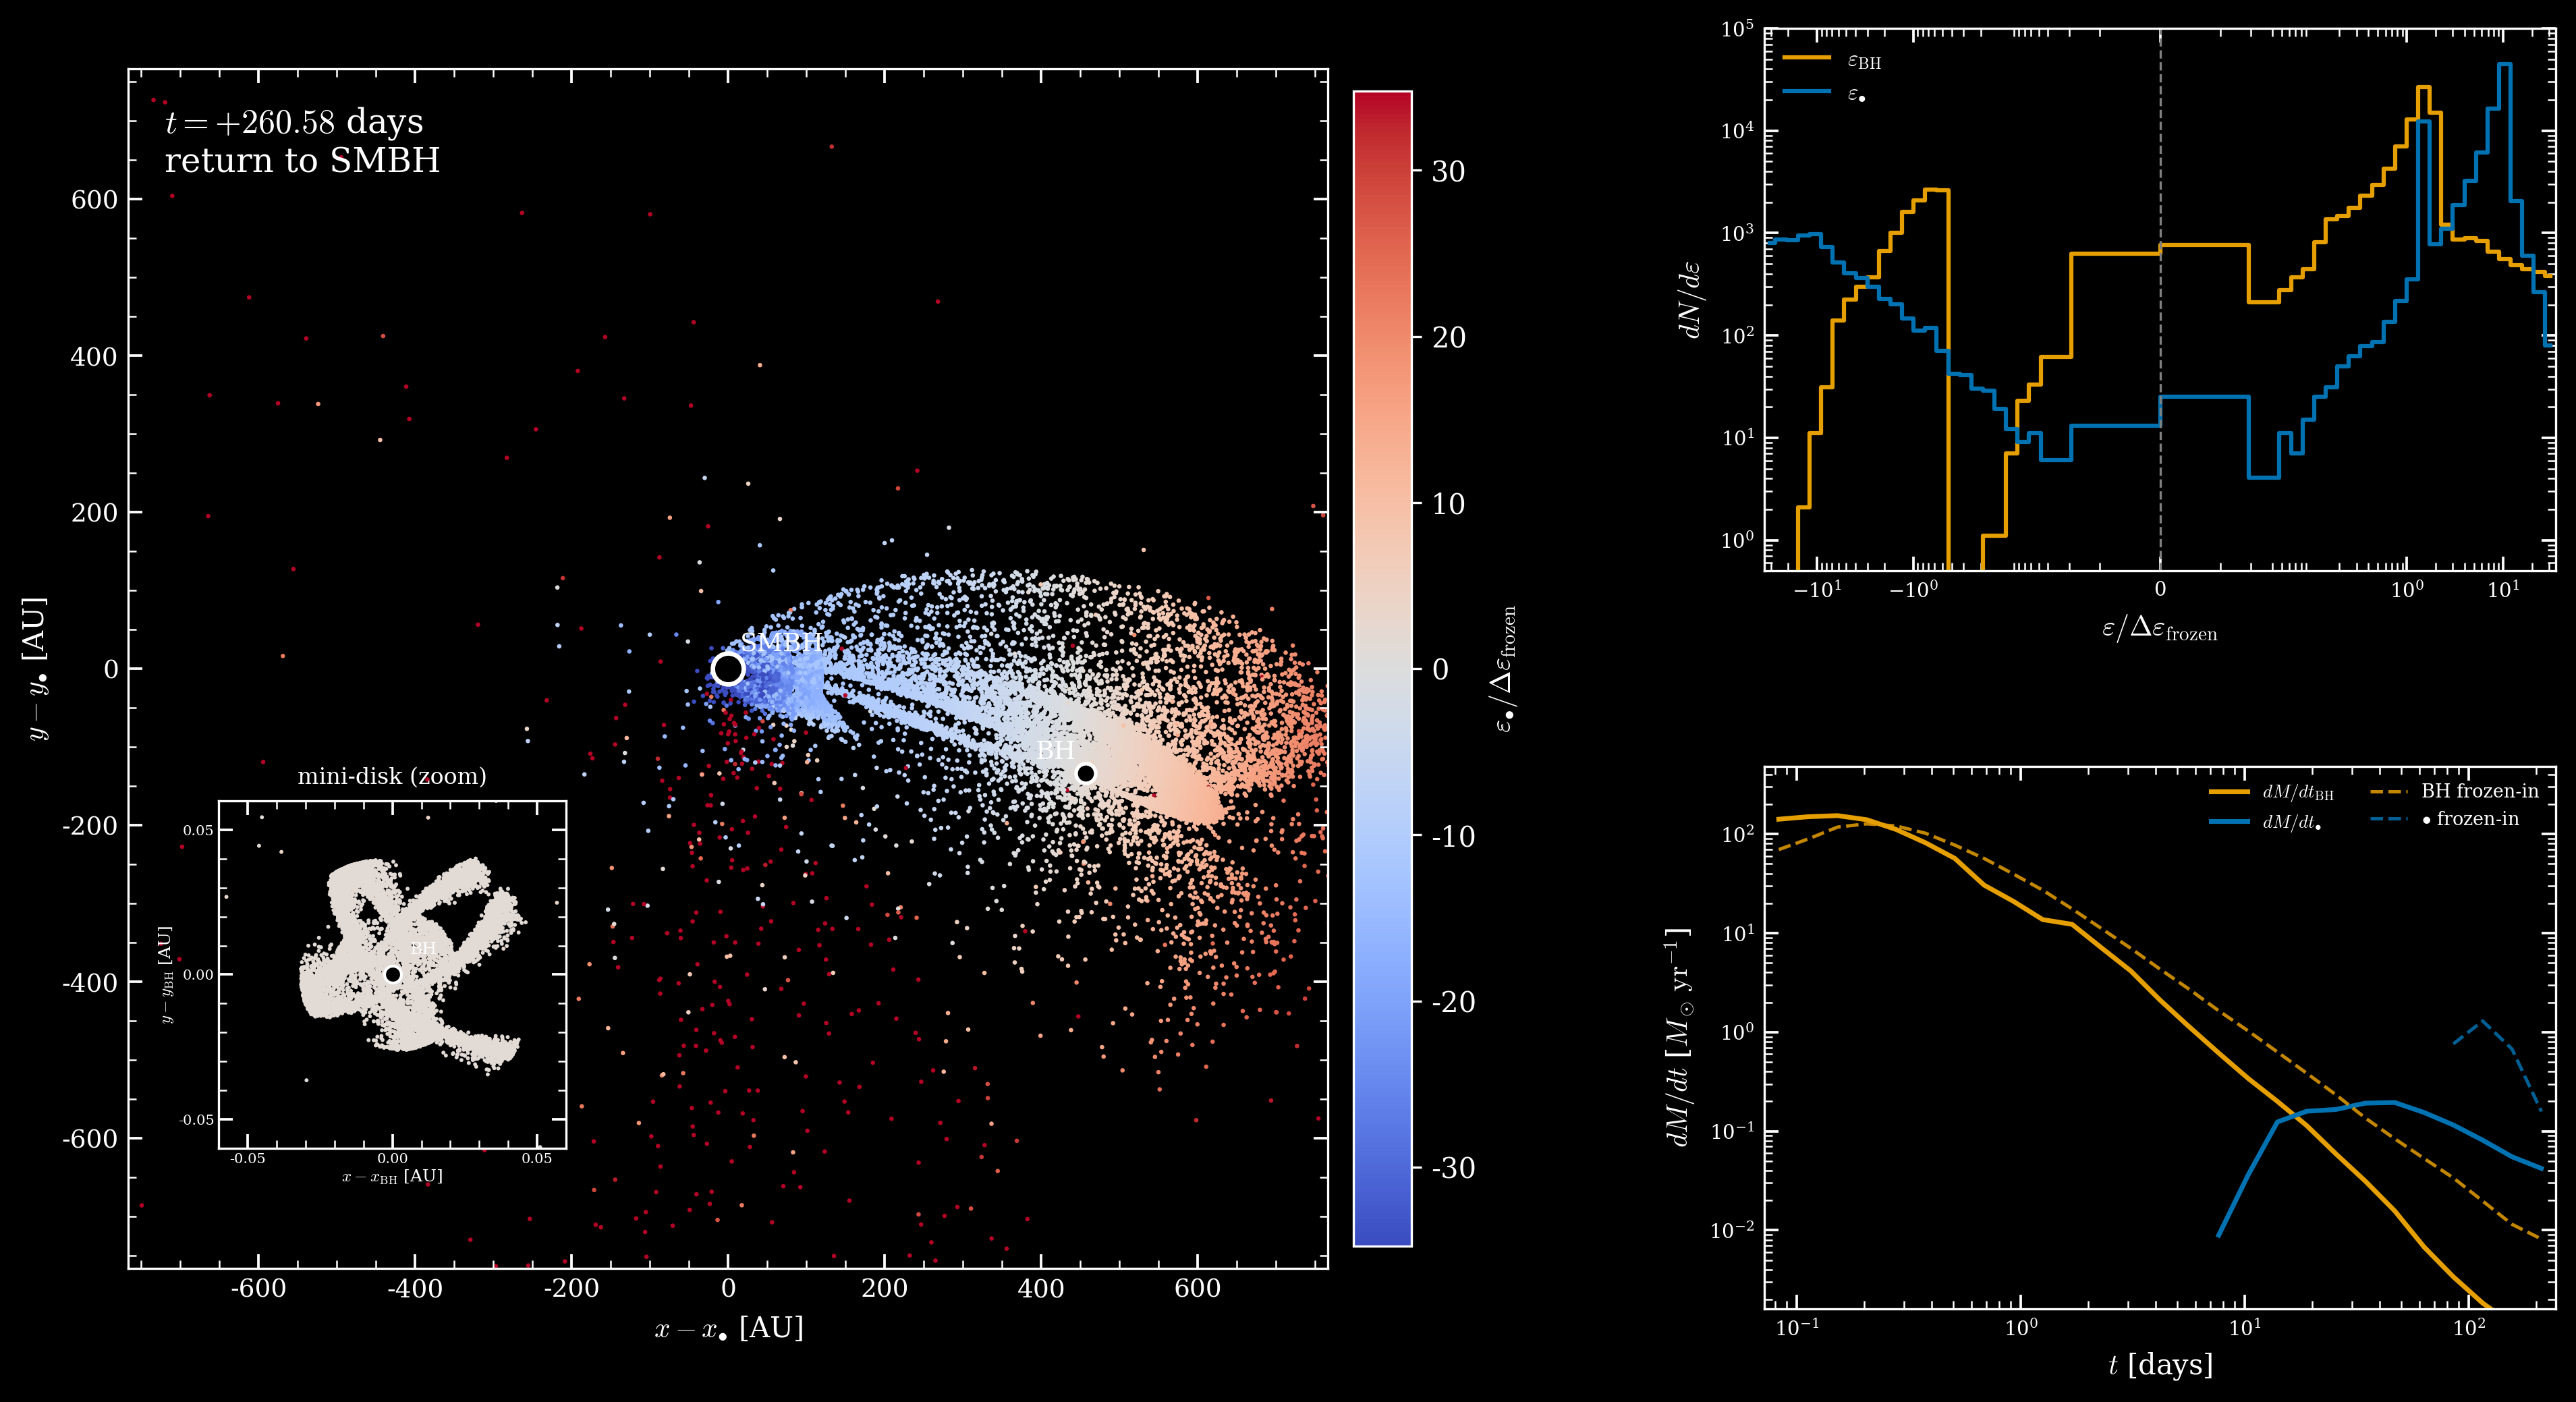 t = +260.58 days
return to SMBH
600
400
200
0
-200
-400
-600
y − y• [AU]
-600
-400
-200
0
200
400
600
x − x• [AU]
SMBH
BH
mini-disk (zoom)
0.05
0.00
-0.05
y − y_BH [AU]
BH
-0.05
0.00
0.05
x − x_BH [AU]
30
20
10
0
-10
-20
-30
ε•/Δε_frozen
ε_BH
ε•
10^5
10^4
10^3
10^2
10^1
10^0
dN/dε
−10^1
−10^0
0
10^0
10^1
ε/Δε_frozen
dM/dt_BH
dM/dt•
BH frozen-in
• frozen-in
10^2
10^1
10^0
10^−1
10^−2
dM/dt [M_⊙ yr^−1]
10^−1
10^0
10^1
10^2
t [days]